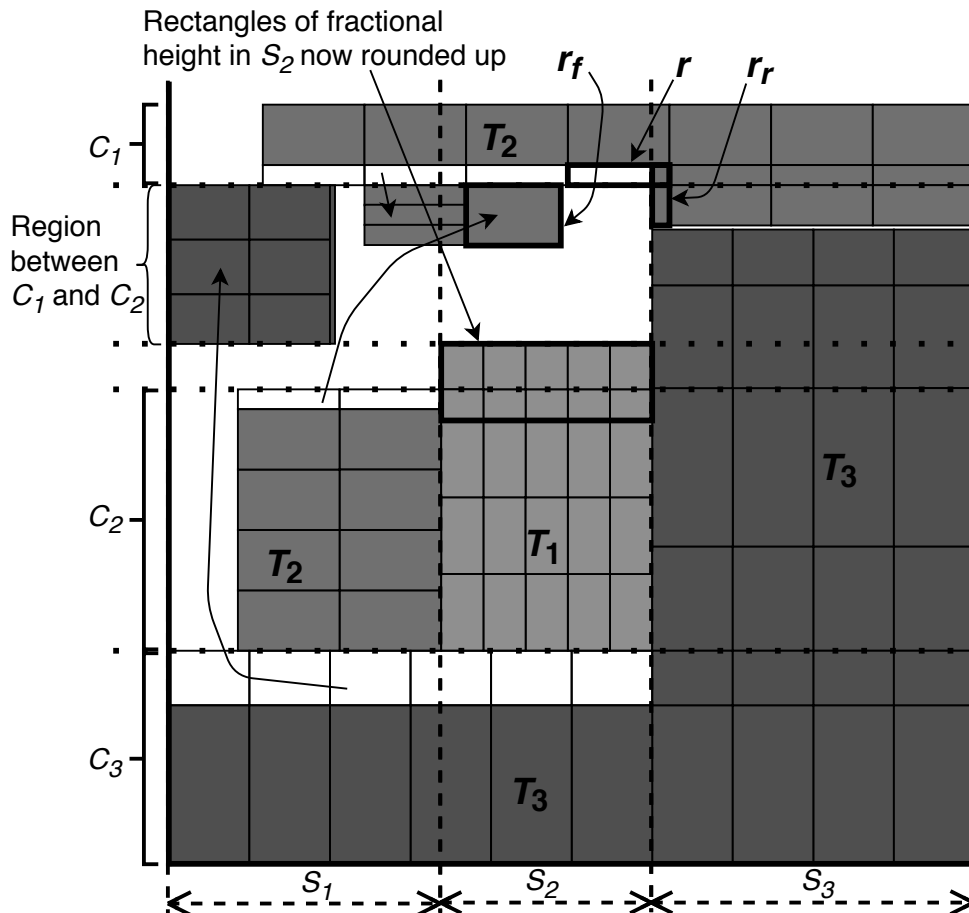 Rectangles of fractional
height in S2 now rounded up
rf
r
rr
C1
T2
Region
between
C1 and C2
T3
C2
T2
T1
C3
T3
S1
S2
S3